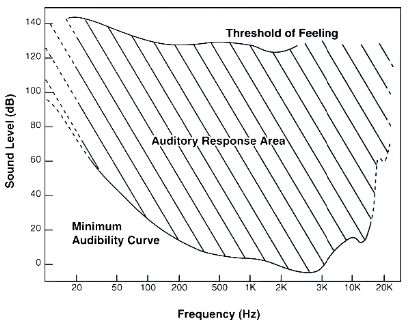 140
120
100
80
60
40
20
0
Sound Level (dB)
Threshold of Feeling
Auditory Response Area
Minimum
Audibility Curve
20 50 100 200 500 1K 2K 3K 10K 20K
Frequency (Hz)